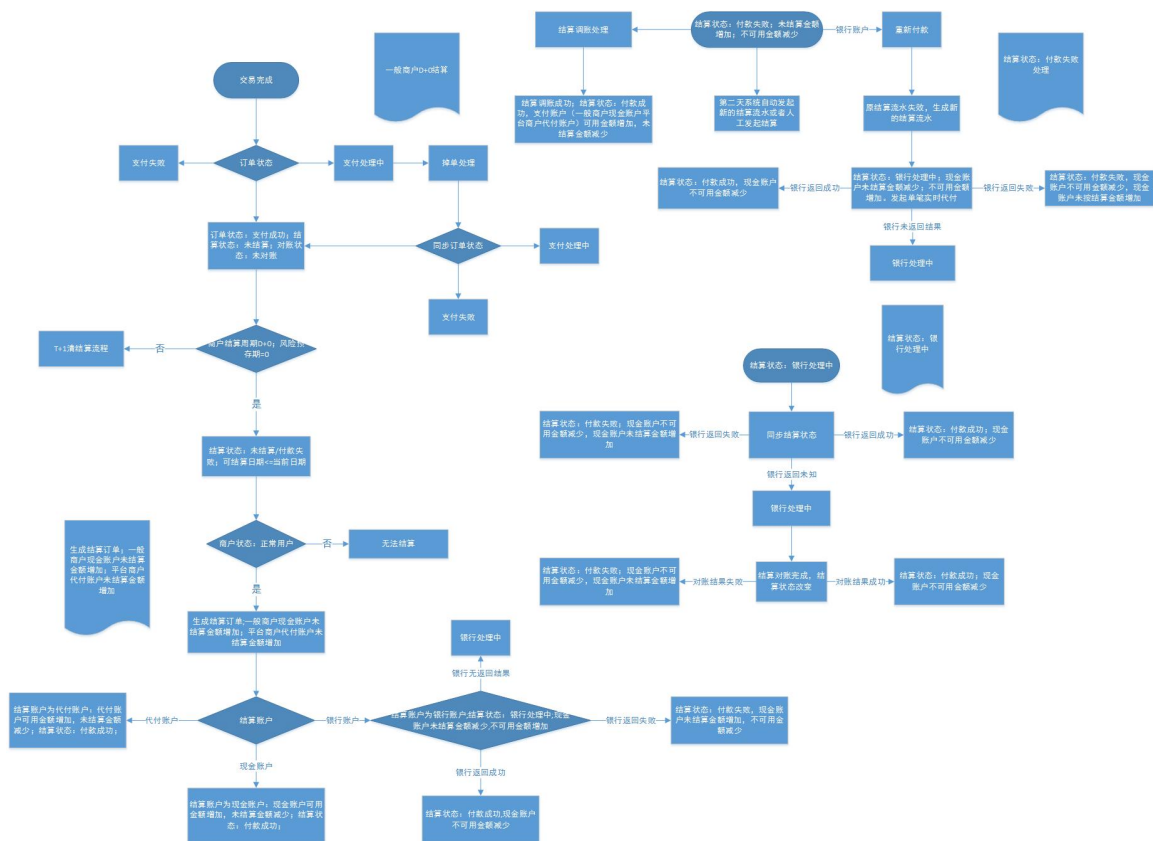 一般商户D+0结算
交易完成
订单状态
支付失败
支付处理中
掉单处理
订单状态：支付成功；结
算状态：未结算；对账状
态：未对账
同步订单状态
支付处理中
支付失败
商户结算周期D+0；风险预
存期=0
否
T+1清结算流程
是
结算状态：未结算/付款失
败；可结算日期<=当前日期
商户状态：正常用户
否
无法结算
是
生成结算订单；一般
商户现金账户未结算
金额增加；平台商户
代付账户未结算金额
增加
生成结算订单,一般商户现金账户未
结算金额增加；平台商户代付账户未
结算金额增加
结算账户
代付账户
结算账户为代付账户：代付账
户可用金额增加，未结算金额
减少；结算状态：付款成功；
现金账户
结算账户为现金账户：现金账户可用
金额增加，未结算金额减少；结算状
态：付款成功；
银行账户
结算账户为银行账户;结算状态：银行处理中;现金
账户未结算金额减少,不可用金额增加
银行无返回结果
银行处理中
银行返回失败
结算状态：付款失败，现金账
户未结算金额增加，不可用金
额减少
银行返回成功
结算状态：付款成功,现金账户
不可用金额减少
结算状态：付款失败
处理
结算状态：付款失败；未结算金额
增加；不可用金额减少
结算调账处理
结算调账成功；结算状态：付款成
功，支付账户（一般商户现金账户平
台商户代付账户）可用金额增加，未
结算金额减少
第二天系统自动发起
新的结算流水或者人
工发起结算
银行账户
重新付款
原结算流水失败，生成新
的结算流水
结算状态：银行处理中；现金账
户未结算金额减少；不可用金额
增加。发起单笔实时代付
银行返回成功
结算状态：付款成功，现金账户
不可用金额减少
银行返回失败
结算状态：付款失败、现金账
户不可用金额减少，现金
账户未按结算金额增加
银行未返回结果
银行处理中
结算状态：银
行处理中
结算状态：银行处理中
同步结算状态
银行返回失败
结算状态：付款失败；现金账户不可
用金额减少，现金账户未结算金额增
加
银行返回成功
结算状态：付款成功；现金
账户不可用金额减少
银行返回未知
银行处理中
结算对账完成，结
算状态改变
对账结果失败
结算状态：付款失败；现金账户不可
用金额减少，现金账户未结算金额增
加
对账结果成功
结算状态：付款成功；现金
账户不可用金额减少